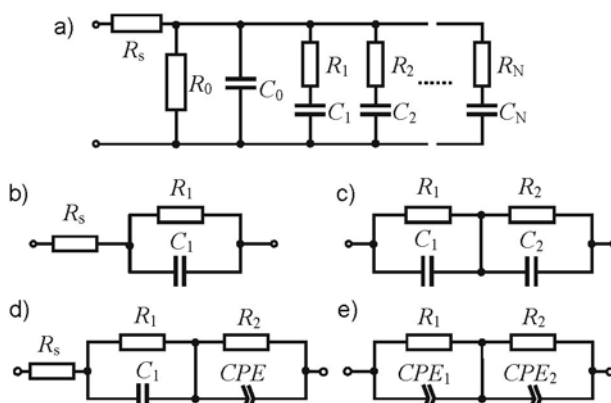 a)
Rs R0 C0 R1 C1 R2 C2 ........ RN CN
b) c)
Rs R1 C1 R1 C1 R2 C2
d) e)
Rs R1 C1 R2 CPE R1 CPE1 R2 CPE2